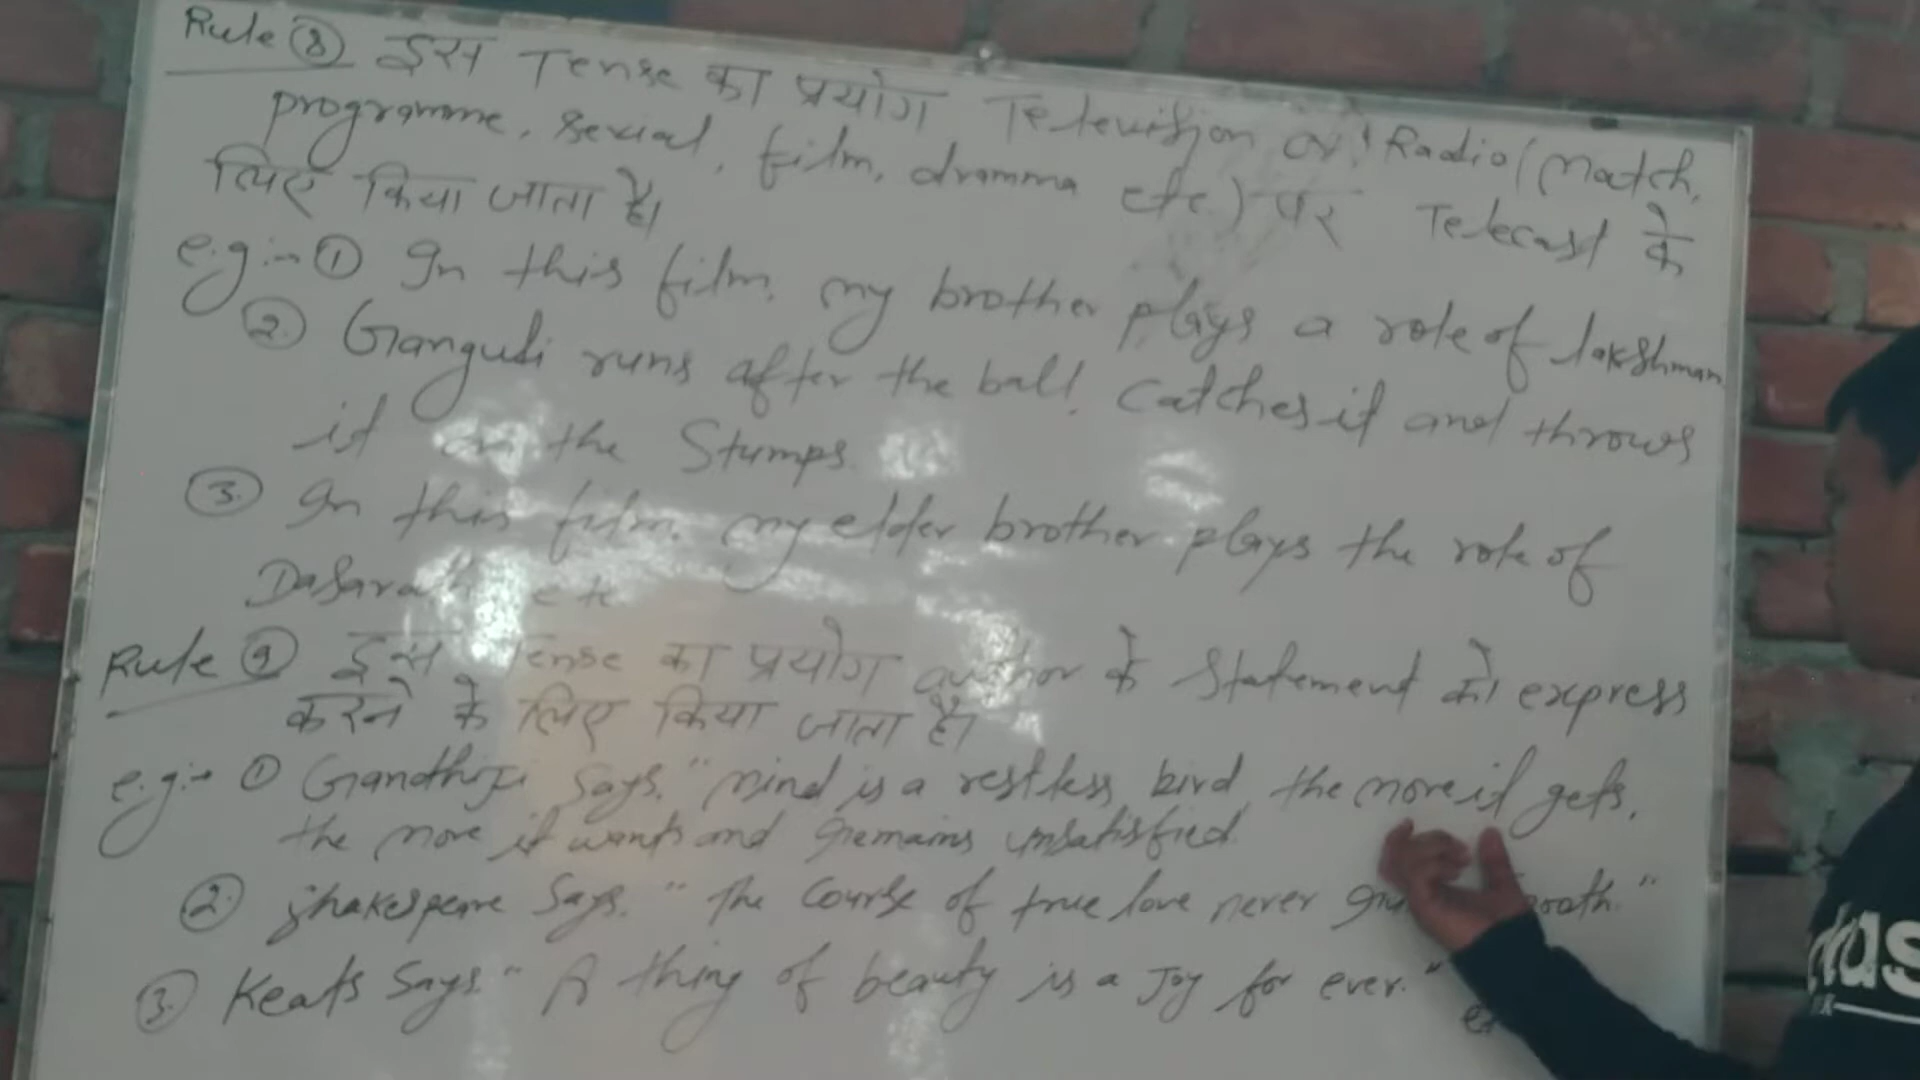 Rule ⑧ इस Tense का प्रयोग Television or Radio (match,
programme, serial, film, dramma etc.) पर Telecast के
लिए किया जाता है।
e.g:- ① In this film, my brother plays a role of lakshman
② Ganguli runs after the ball, catches it and throws
it on the Stumps.
③ In this film, my elder brother plays the role of
etc
Rule ⑨ इस Tense का प्रयोग author के Statement को express
करने के लिए किया जाता है।
e.g:- ① Gandhiji says, "mind is a restless bird, the more it gets,
the more it wants and remains unsatisfied.
② Shakespeare Says, "the course of true love never
③ Keats Says "A thing of beauty is a Joy for ever."